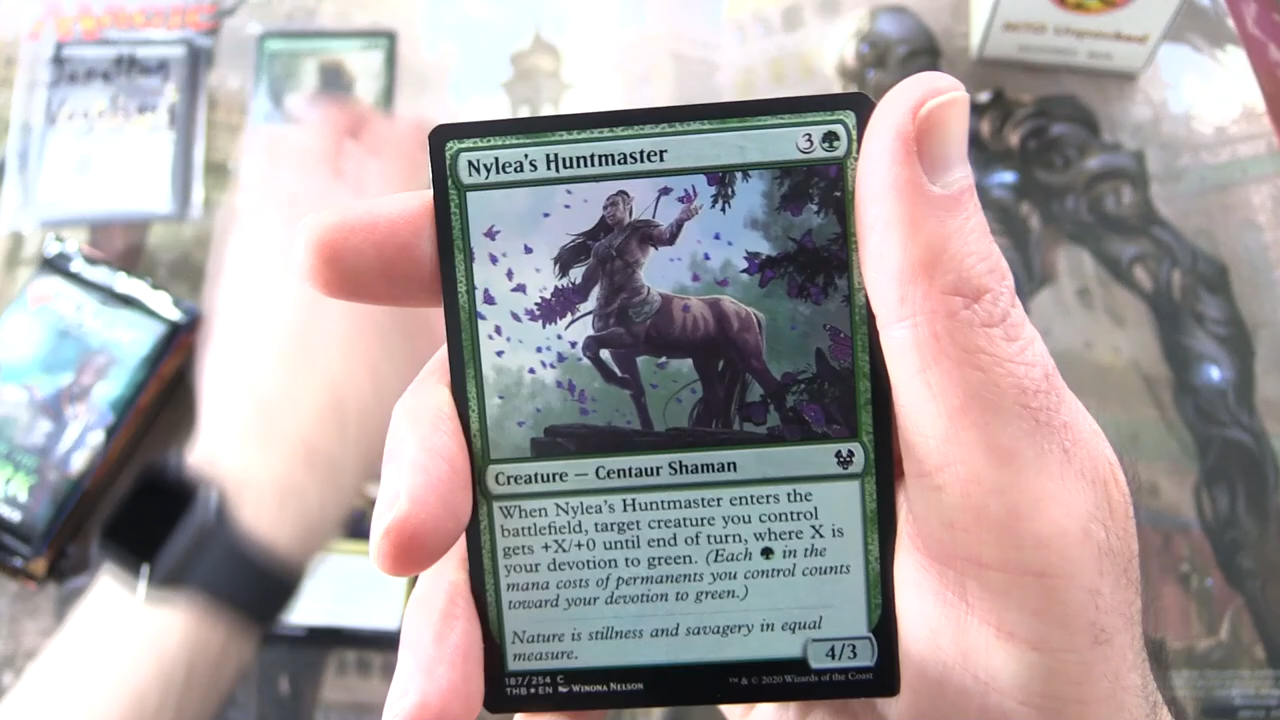 MAGIC
Jonathan
Nylea's Huntmaster
3
Creature — Centaur Shaman
When Nylea's Huntmaster enters the
battlefield, target creature you control
gets +X/+0 until end of turn, where X is
your devotion to green. (Each in the
mana costs of permanents you control counts
toward your devotion to green.)
Nature is stillness and savagery in equal
measure.
4/3
187/254 C
THB★EN Winona Nelson
™ & © 2020 Wizards of the Coast